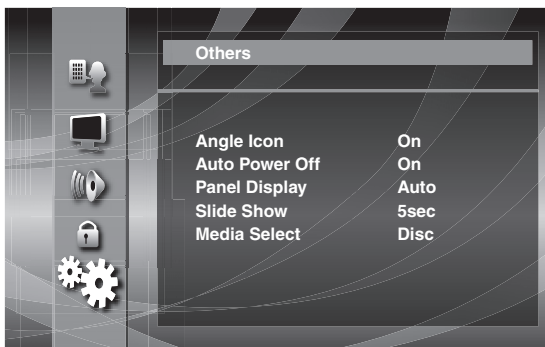 Others
Angle Icon On
Auto Power Off On
Panel Display Auto
Slide Show 5sec
Media Select Disc